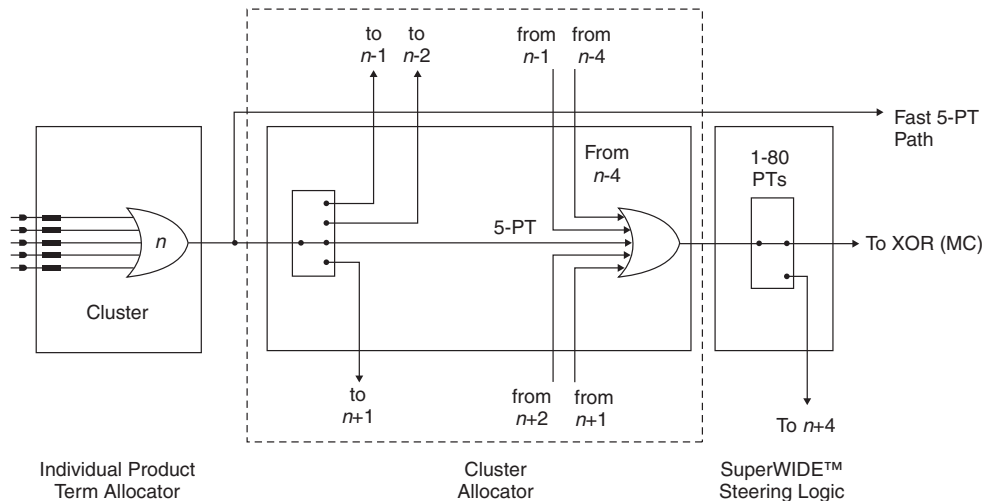 to
n-1
to
n-2
from
n-1
from
n-4
Fast 5-PT
Path
From
n-4
1-80
PTs
n
5-PT
To XOR (MC)
Cluster
to
n+1
from
n+2
from
n+1
To n+4
Individual Product
Term Allocator
Cluster
Allocator
SuperWIDE™
Steering Logic